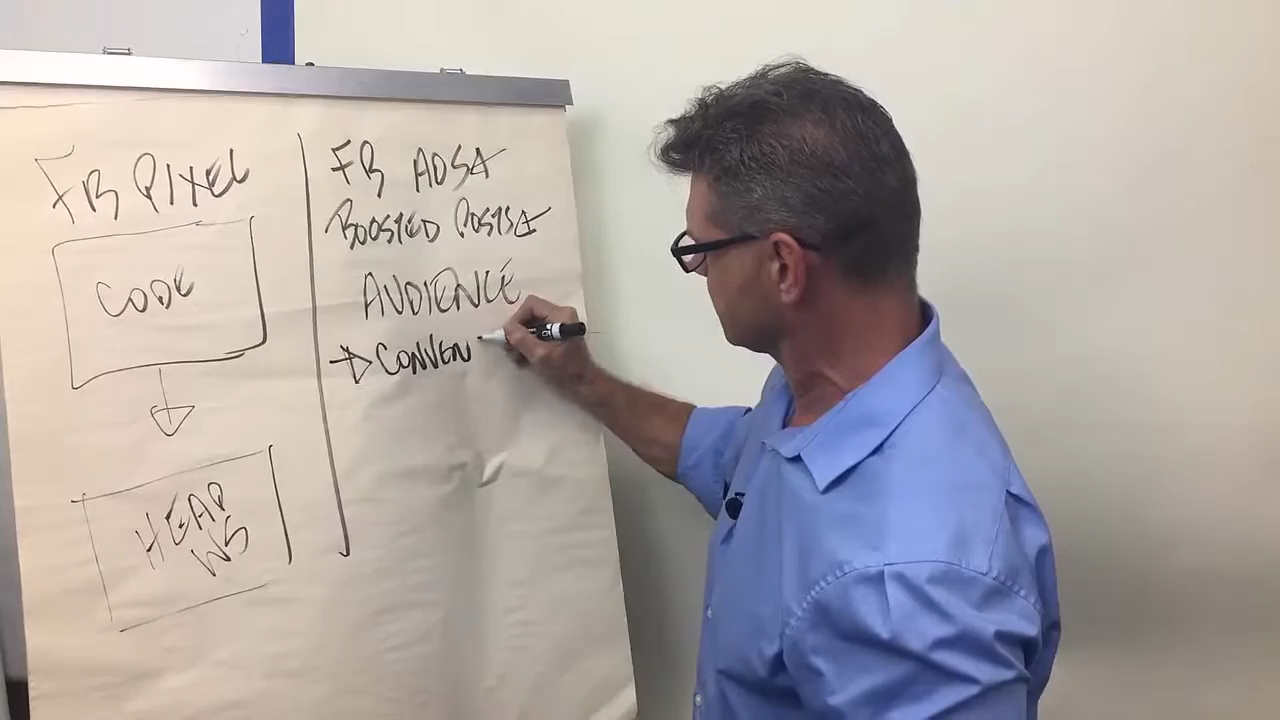 FB PIXEL
CODE
HEAD
WS
FB ADS
BOOSTED POSTS
AUDIENCE
CONVEN